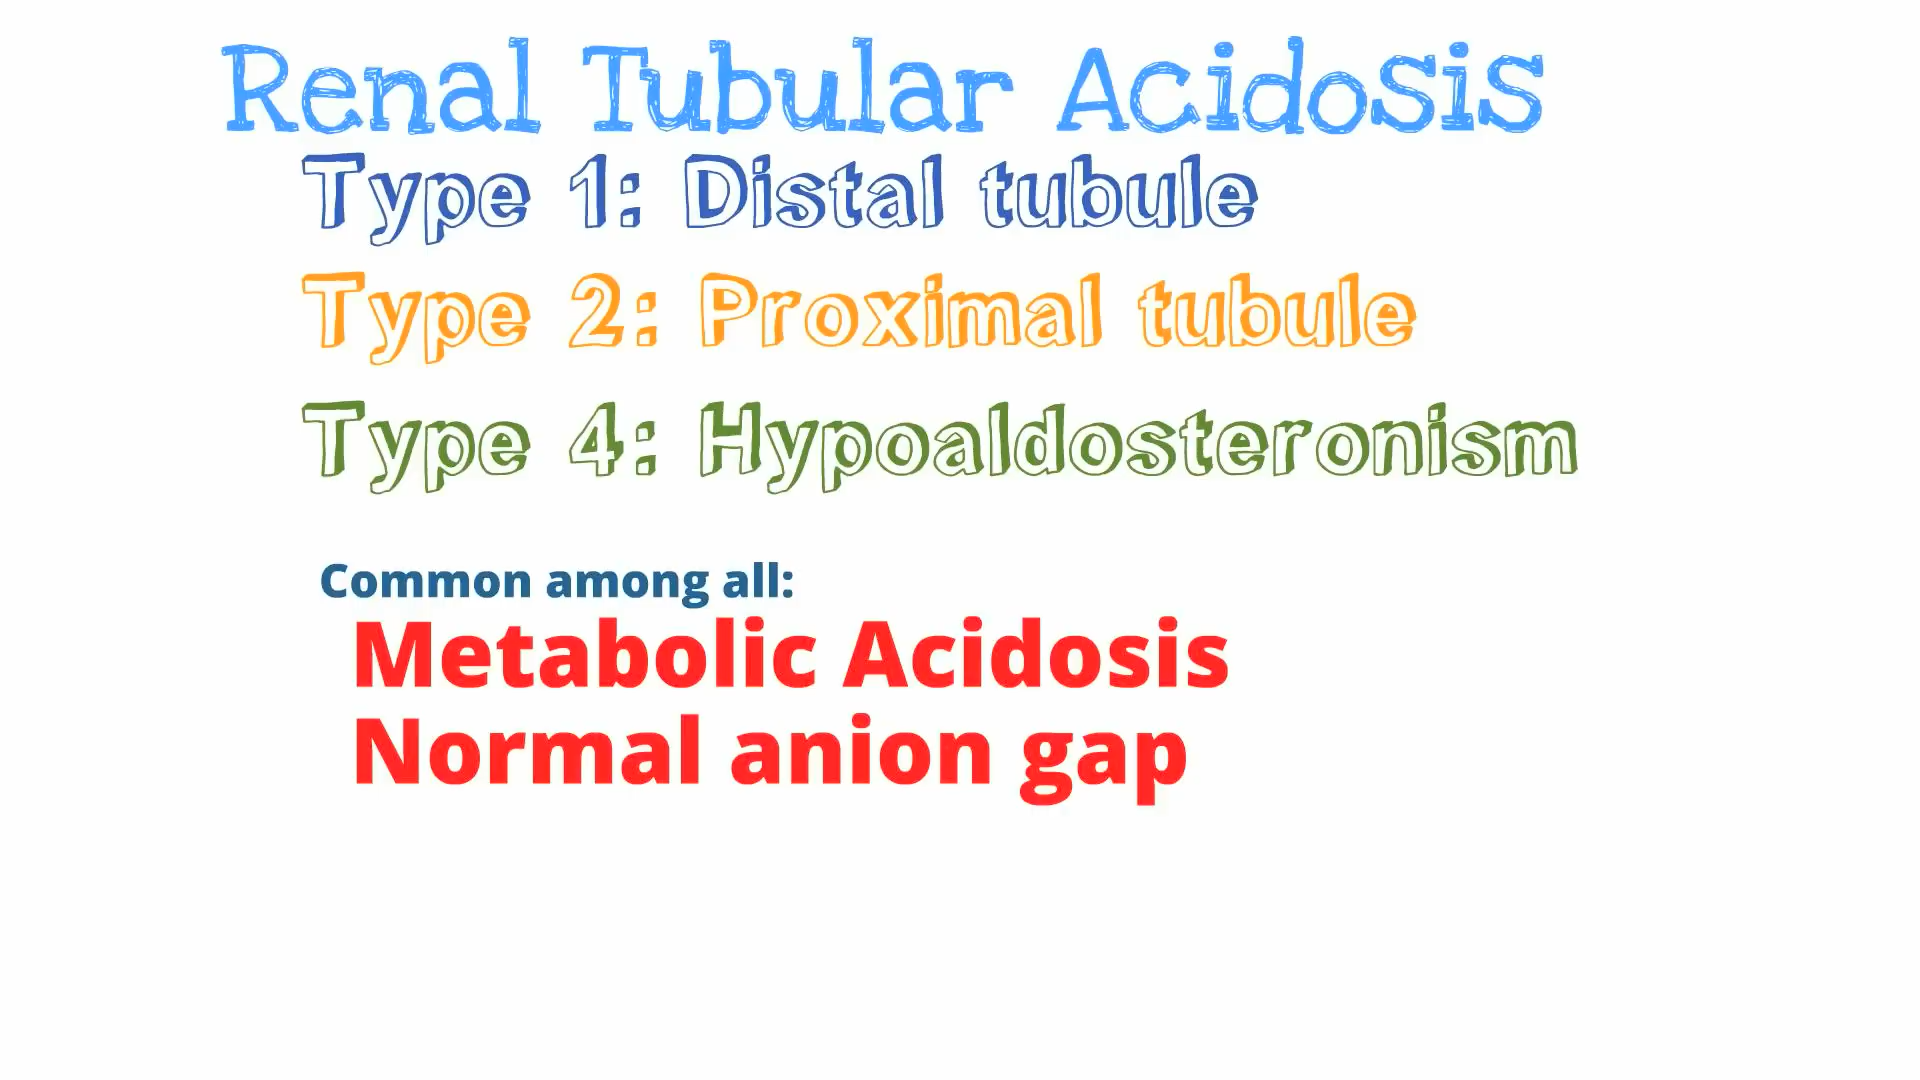 Renal Tubular Acidosis
Type 1: Distal tubule
Type 2: Proximal tubule
Type 4: Hypoaldosteronism
Common among all:
Metabolic Acidosis
Normal anion gap